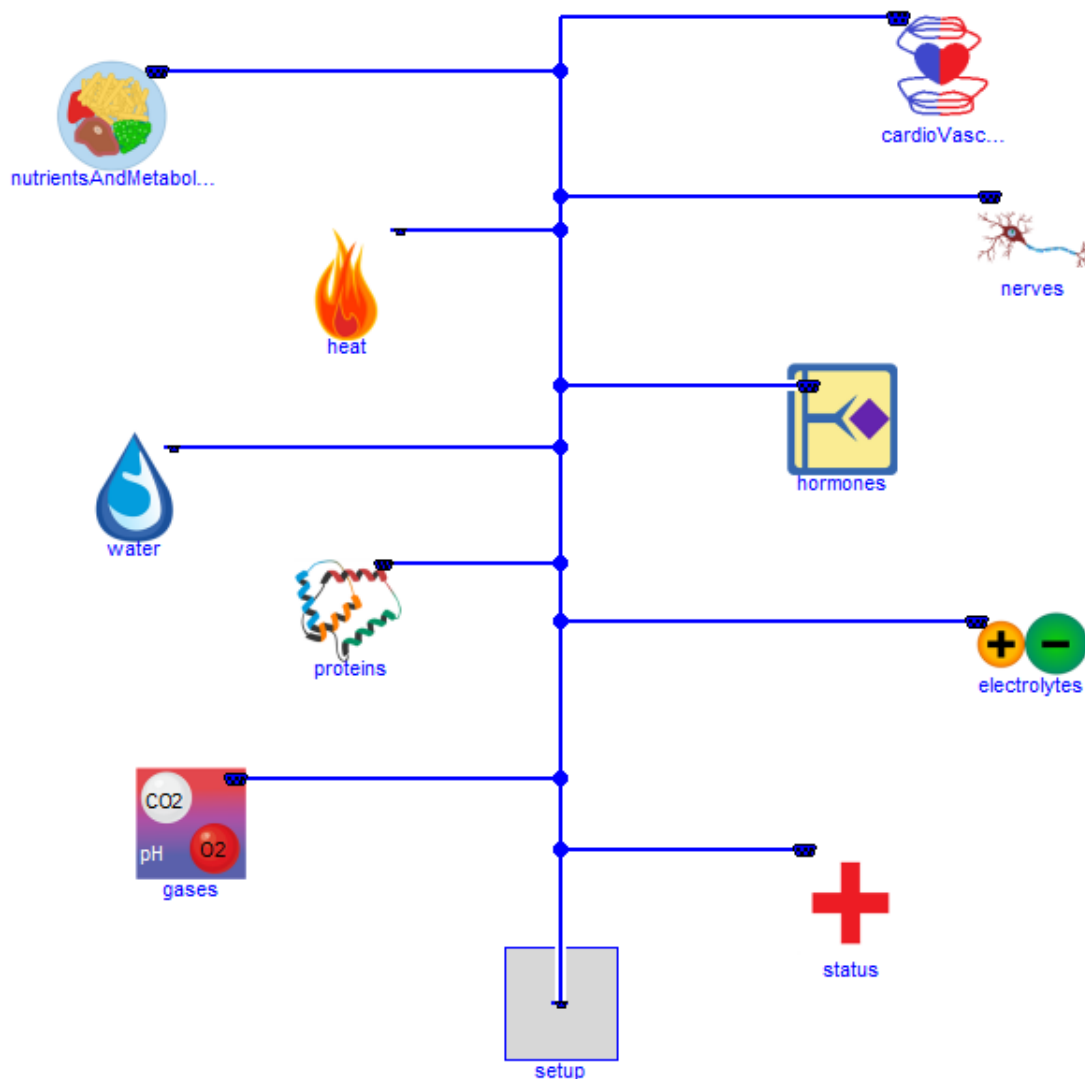 cardioVasc...
nutrientsAndMetabol...
nerves
heat
hormones
water
proteins
electrolytes
CO2
pH
O2
gases
status
setup